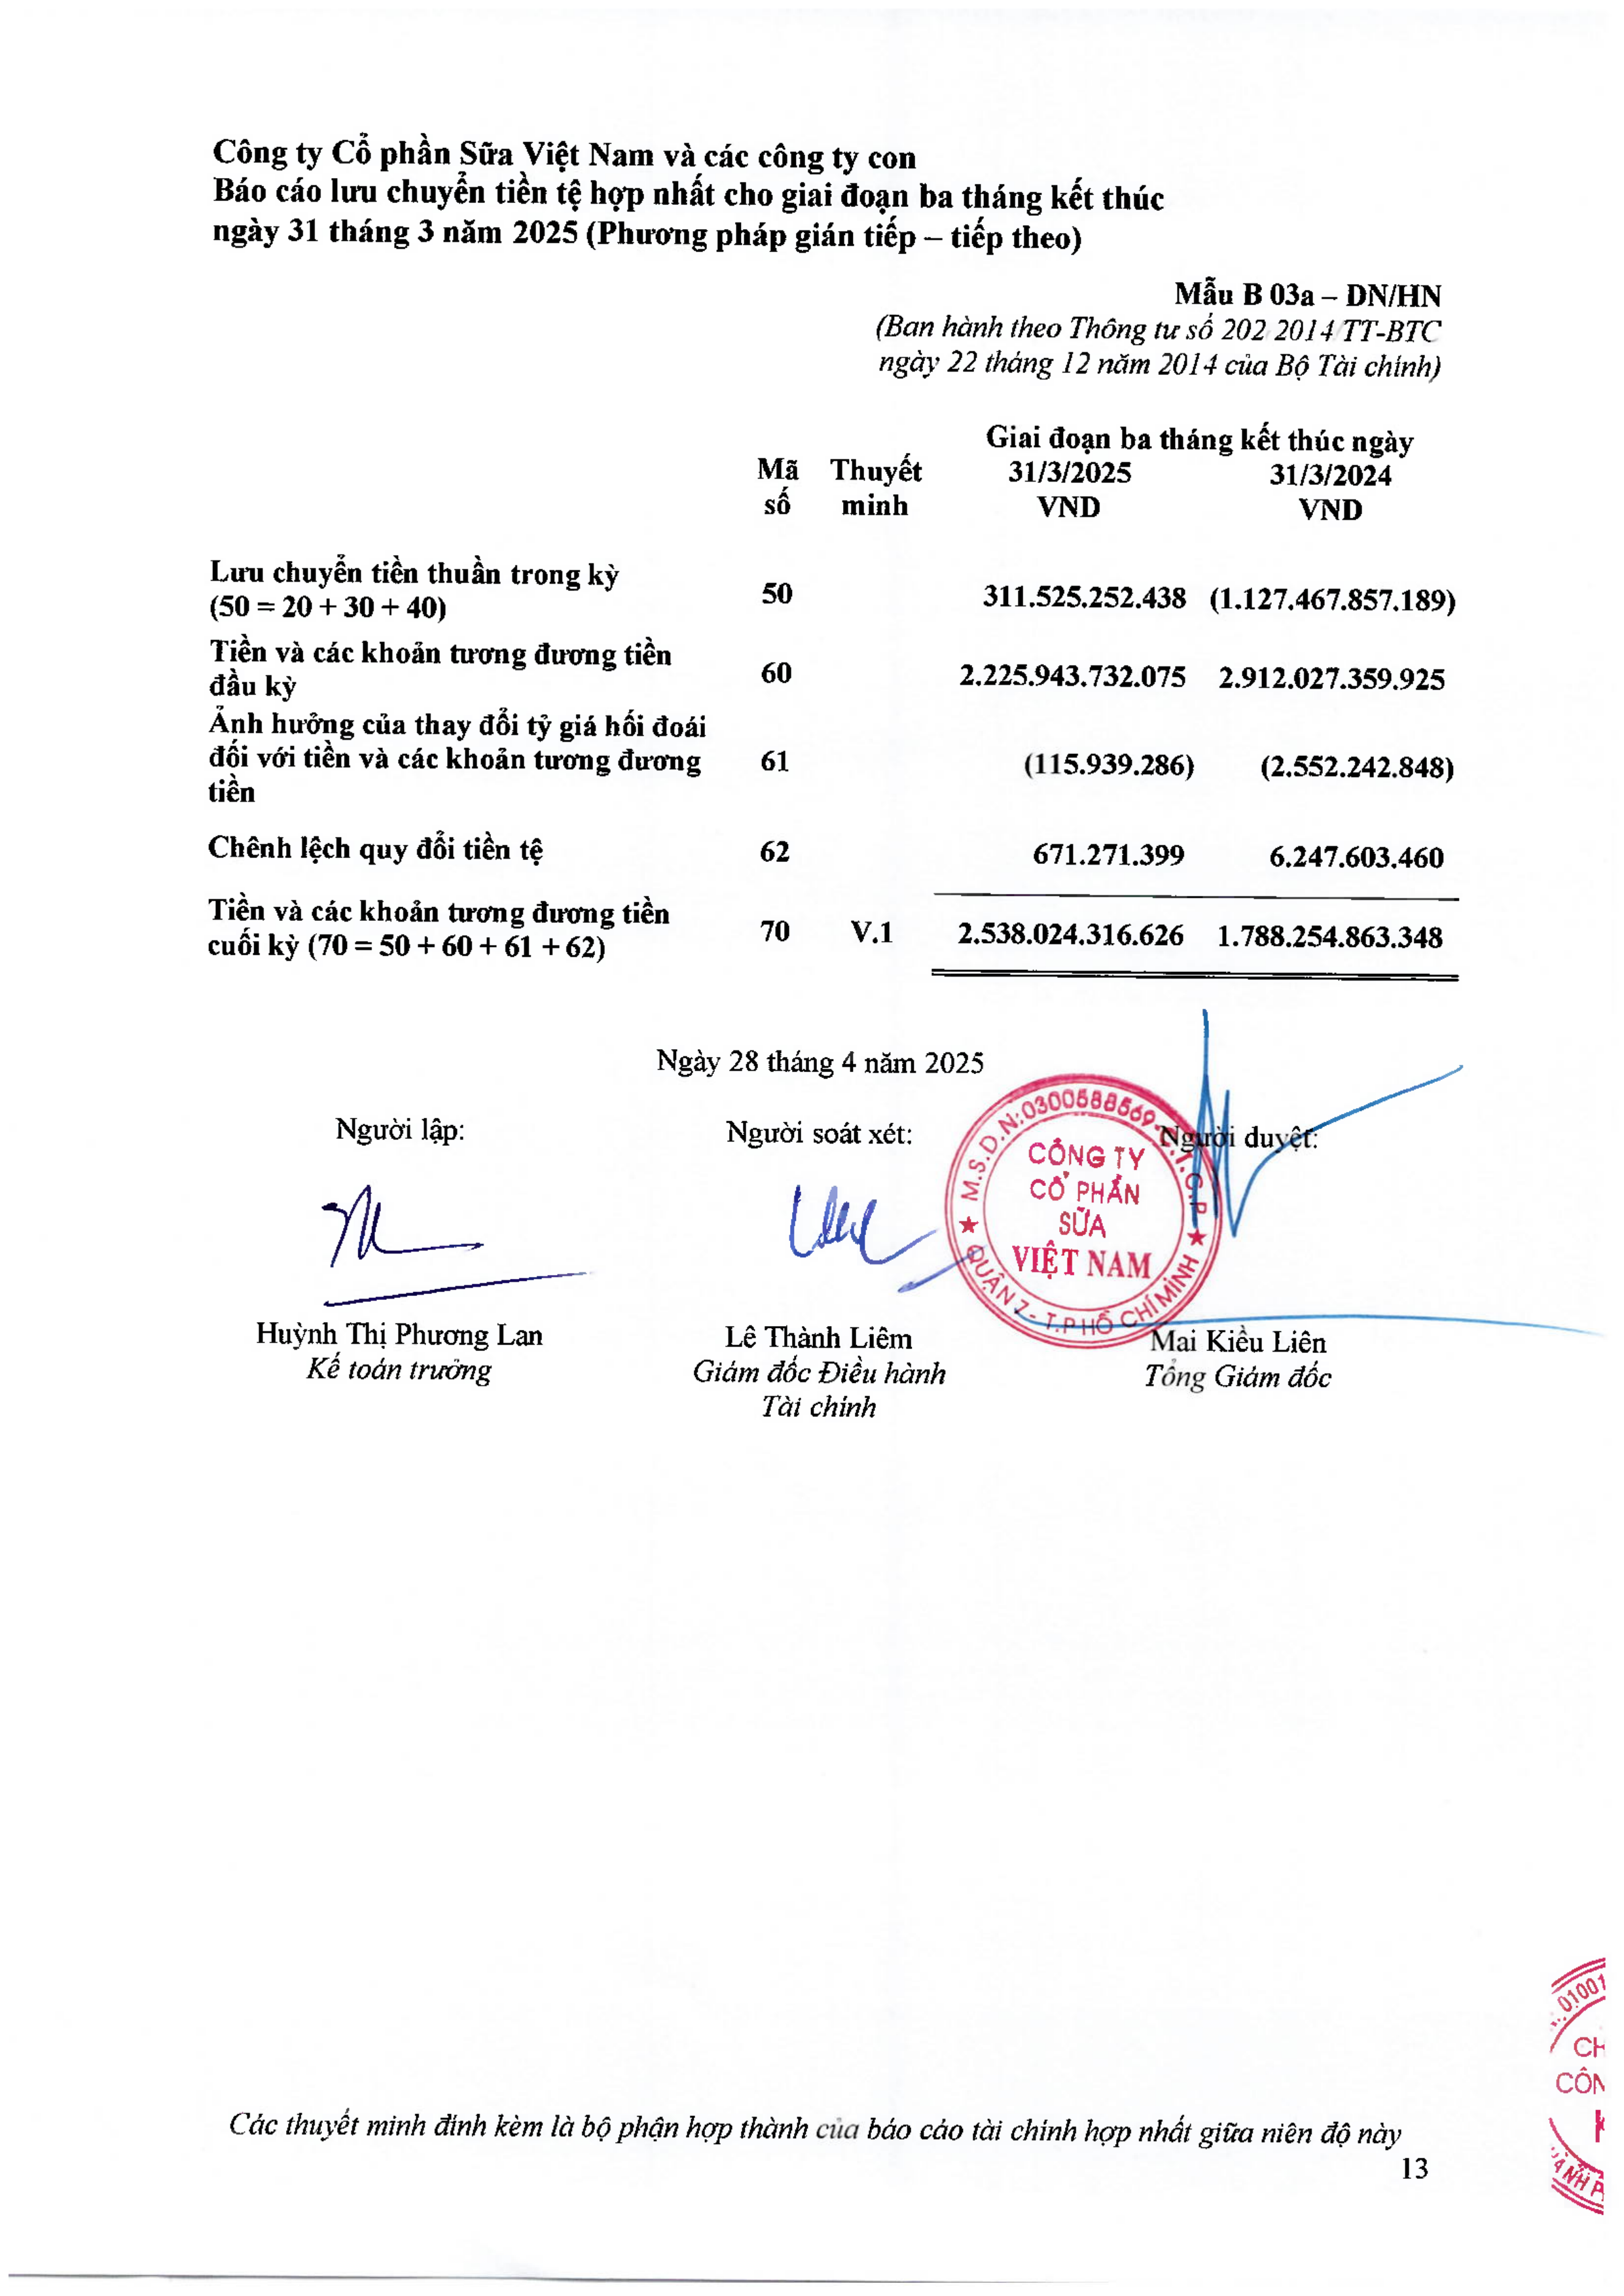 Công ty Cổ phần Sữa Việt Nam và các công ty con
Báo cáo lưu chuyển tiền tệ hợp nhất cho giai đoạn ba tháng kết thúc
ngày 31 tháng 3 năm 2025 (Phương pháp gián tiếp – tiếp theo)
Mẫu B 03a – DN/HN
(Ban hành theo Thông tư số 202/2014/TT-BTC
ngày 22 tháng 12 năm 2014 của Bộ Tài chính)
Giai đoạn ba tháng kết thúc ngày
Mã Thuyết 31/3/2025 31/3/2024
số minh VND VND
Lưu chuyển tiền thuần trong kỳ
(50 = 20 + 30 + 40) 50 311.525.252.438 (1.127.467.857.189)
Tiền và các khoản tương đương tiền
đầu kỳ 60 2.225.943.732.075 2.912.027.359.925
Ảnh hưởng của thay đổi tỷ giá hối đoái
đối với tiền và các khoản tương đương 61 (115.939.286) (2.552.242.848)
tiền
Chênh lệch quy đổi tiền tệ 62 671.271.399 6.247.603.460
Tiền và các khoản tương đương tiền
cuối kỳ (70 = 50 + 60 + 61 + 62) 70 V.1 2.538.024.316.626 1.788.254.863.348
Ngày 28 tháng 4 năm 2025
Người lập: Người soát xét: Người duyệt:
M.S.D.N:0300588569-C.T.C.P
CÔNG TY
CỔ PHẦN
SỮA
VIỆT NAM
QUẬN 7 - T.P HỒ CHÍ MINH
Huỳnh Thị Phương Lan Lê Thành Liêm Mai Kiều Liên
Kế toán trưởng Giám đốc Điều hành Tổng Giám đốc
Tài chính
01001
CH
CÔN
Các thuyết minh đính kèm là bộ phận hợp thành của báo cáo tài chính hợp nhất giữa niên độ này
13